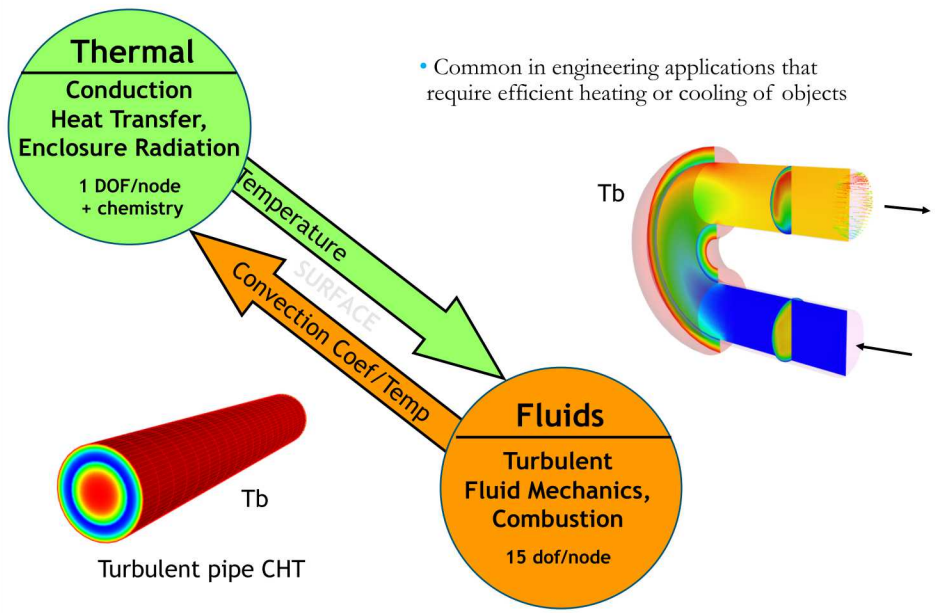 Thermal
Conduction
Heat Transfer,
Enclosure Radiation
1 DOF/node
+ chemistry
• Common in engineering applications that
require efficient heating or cooling of objects
Tb
Temperature
SURFACE
Convection Coef/Temp
Fluids
Turbulent
Fluid Mechanics,
Combustion
15 dof/node
Tb
Turbulent pipe CHT